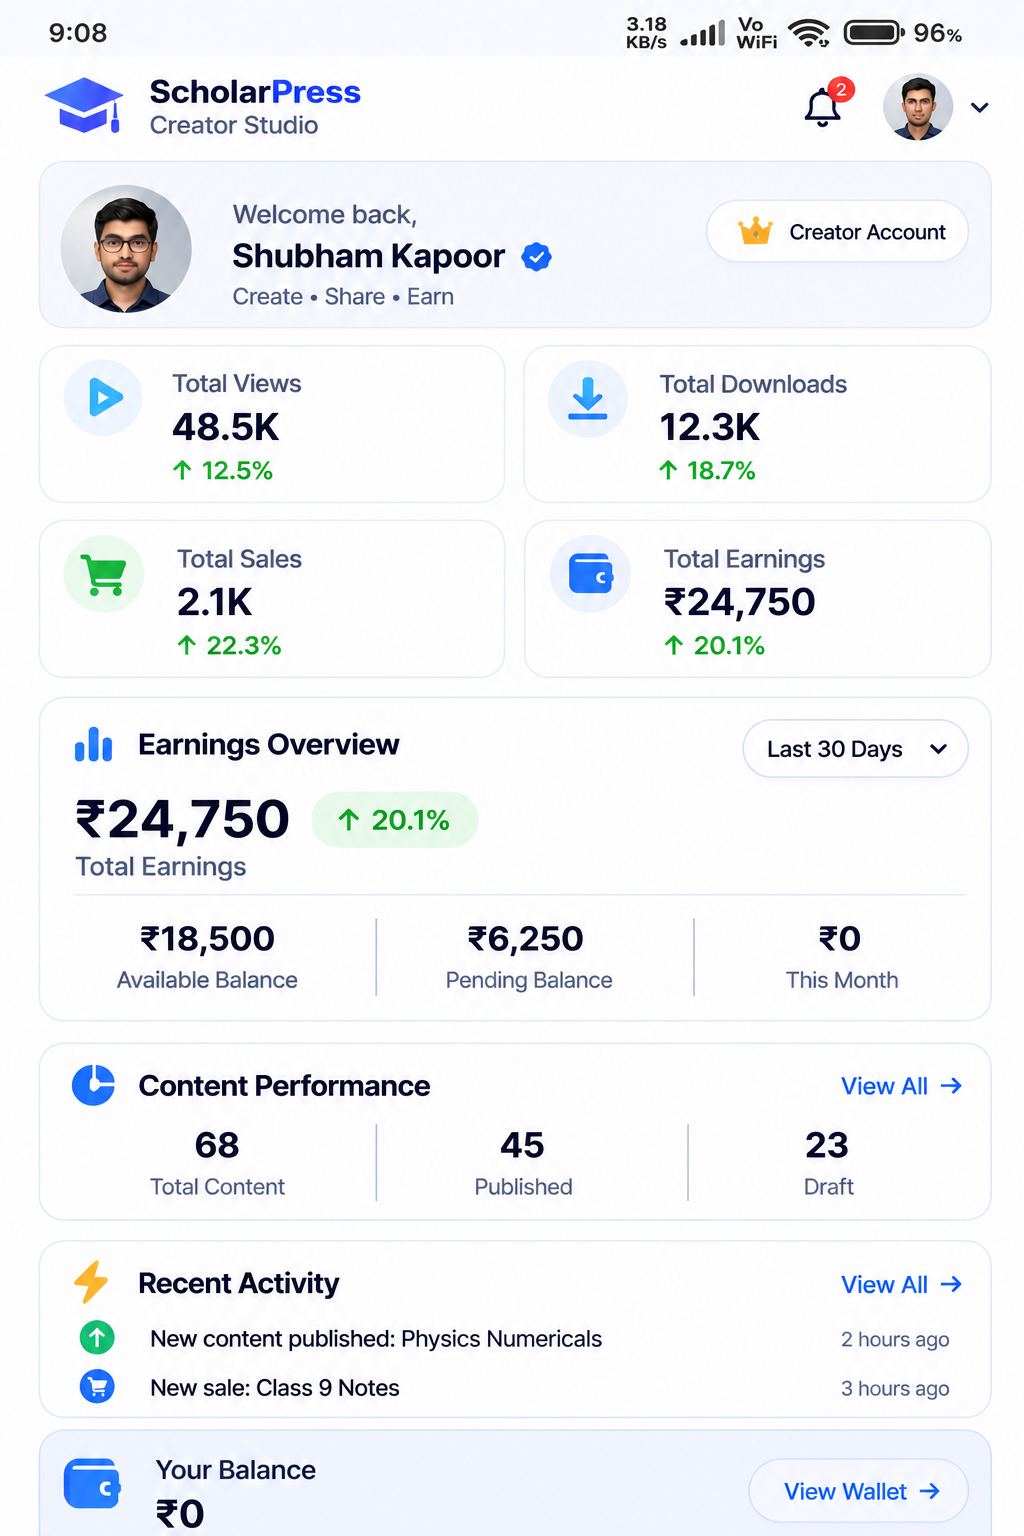 9:08
3.18 KB/s
Vo WiFi
96%
ScholarPress
Creator Studio
2
Welcome back,
Shubham Kapoor
Create • Share • Earn
Creator Account
Total Views
48.5K
↑ 12.5%
Total Downloads
12.3K
↑ 18.7%
Total Sales
2.1K
↑ 22.3%
Total Earnings
₹24,750
↑ 20.1%
Earnings Overview
Last 30 Days
₹24,750
↑ 20.1%
Total Earnings
₹18,500
Available Balance
₹6,250
Pending Balance
₹0
This Month
Content Performance
View All →
68
Total Content
45
Published
23
Draft
Recent Activity
View All →
New content published: Physics Numericals
2 hours ago
New sale: Class 9 Notes
3 hours ago
Your Balance
₹0
View Wallet →